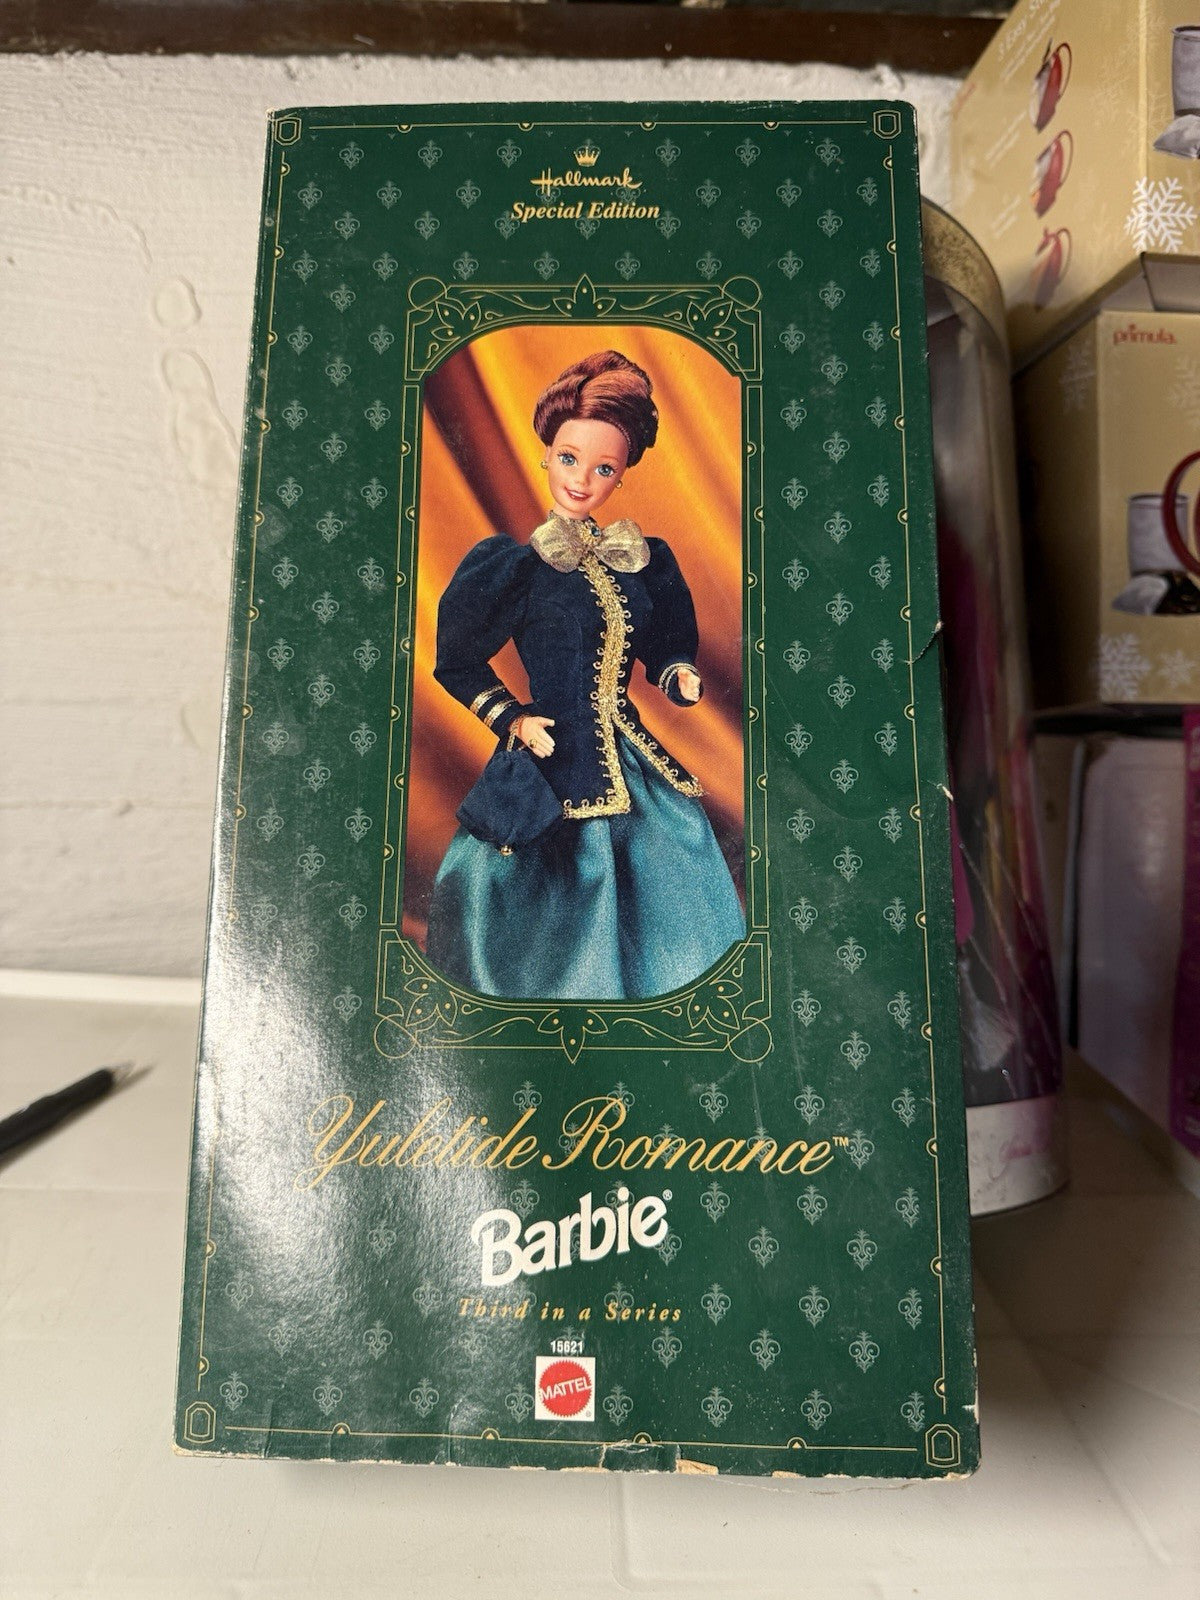 Hallmark
Special Edition
Yuletide Romance™
Barbie®
Third in a Series
15621
MATTEL
®
primula.